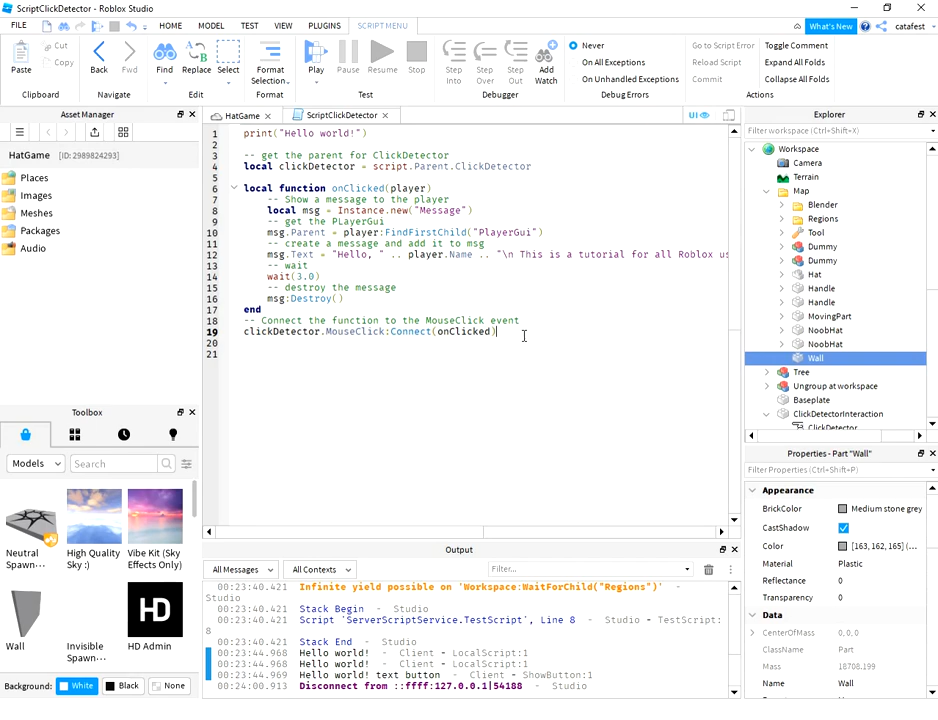 ScriptClickDetector - Roblox Studio
FILE HOME MODEL TEST VIEW PLUGINS SCRIPT MENU What's New catafest
Paste Cut Copy Back Fwd Find Replace Select Format Selection Play Pause Resume Stop Step Into Step Over Step Out Add Watch
Never
On All Exceptions
On Unhandled Exceptions
Go to Script Error
Reload Script
Commit
Toggle Comment
Expand All Folds
Collapse All Folds
Clipboard Navigate Edit Format Test Debugger Debug Errors Actions
Asset Manager
HatGame [ID: 2989824293]
Places
Images
Meshes
Packages
Audio
Toolbox
Models Search
Neutral Spawn...
High Quality Sky :)
Vibe Kit (Sky Effects Only)
Wall
Invisible Spawn...
HD
HD Admin
Background: White Black None
HatGame × ScriptClickDetector × UI
1 print("Hello world!")
2
3 -- get the parent for ClickDetector
4 local clickDetector = script.Parent.ClickDetector
5
6 local function onClicked(player)
7 -- Show a message to the player
8 local msg = Instance.new("Message")
9 -- get the PLayerGui
10 msg.Parent = player:FindFirstChild("PlayerGui")
11 -- create a message and add it to msg
12 msg.Text = "Hello, " .. player.Name .. "\n This is a tutorial for all Roblox us
13 -- wait
14 wait(3.0)
15 -- destroy the message
16 msg:Destroy()
17 end
18 -- Connect the function to the MouseClick event
19 clickDetector.MouseClick:Connect(onClicked)
20
21
Output
All Messages All Contexts Filter...
00:23:40.421 Infinite yield possible on 'Workspace:WaitForChild("Regions")' -
Studio
00:23:40.421 Stack Begin - Studio
00:23:40.421 Script 'ServerScriptService.TestScript', Line 8 - Studio - TestScript:
8
00:23:40.421 Stack End - Studio
00:23:44.968 Hello world! - Client - LocalScript:1
00:23:44.968 Hello world! - Client - LocalScript:1
00:23:44.969 Hello world! text button - Client - ShowButton:1
00:24:00.913 Disconnect from ::ffff:127.0.0.1|54188 - Studio
Explorer
Filter workspace (Ctrl+Shift+X)
Workspace
Camera
Terrain
Map
Blender
Regions
Tool
Dummy
Dummy
Hat
Handle
Handle
MovingPart
NoobHat
NoobHat
Wall
Tree
Ungroup at workspace
Baseplate
ClickDetectorInteraction
ClickDetector
Properties - Part "Wall"
Filter Properties (Ctrl+Shift+P)
Appearance
BrickColor Medium stone grey
CastShadow
Color [163, 162, 165] (...
Material Plastic
Reflectance 0
Transparency 0
Data
CenterOfMass 0, 0, 0
ClassName Part
Mass 18708,199
Name Wall